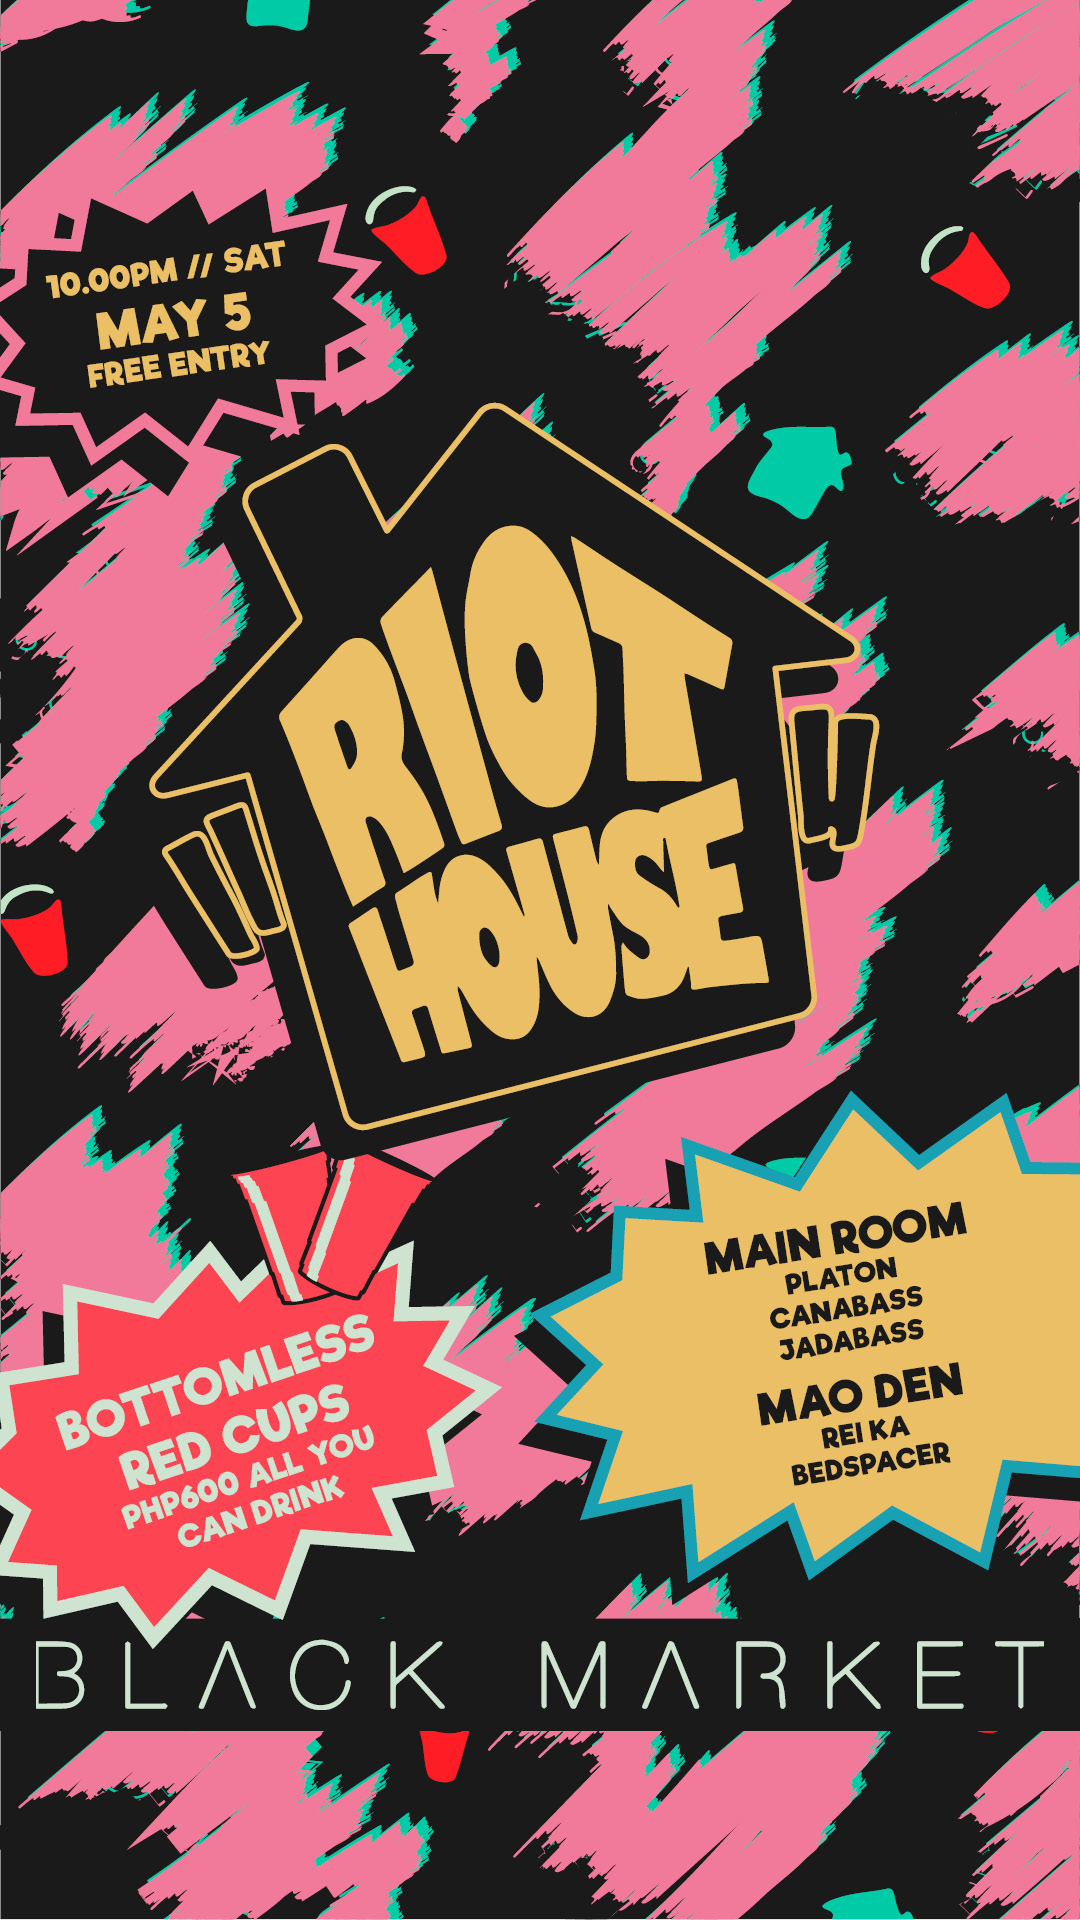 10.00PM // SAT
MAY 5
FREE ENTRY
RIOT
HOUSE
MAIN ROOM
PLATON
CANABASS
JADABASS
MAO DEN
REI KA
BEDSPACER
BOTTOMLESS
RED CUPS
PHP600 ALL YOU
CAN DRINK
BLACK MARKET